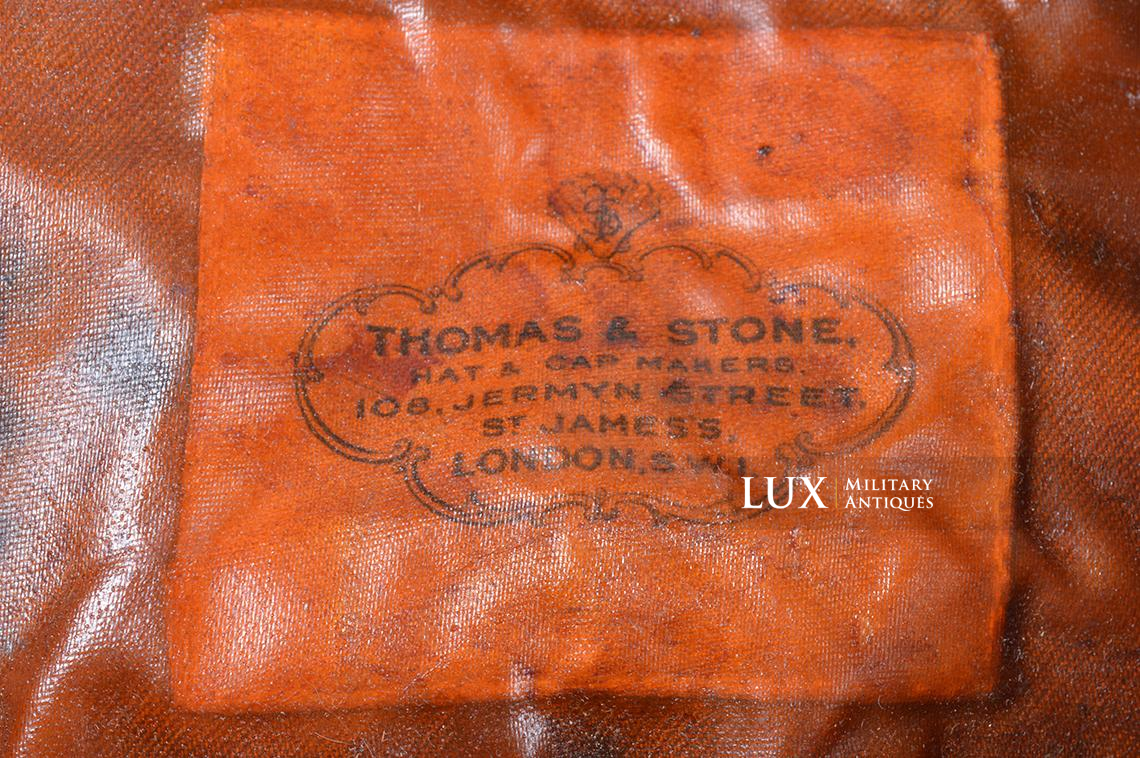 THOMAS & STONE,
HAT & CAP MAKERS.
108, JERMYN STREET,
ST JAMES'S,
LONDON, S.W.1.
LUX MILITARY
ANTIQUES